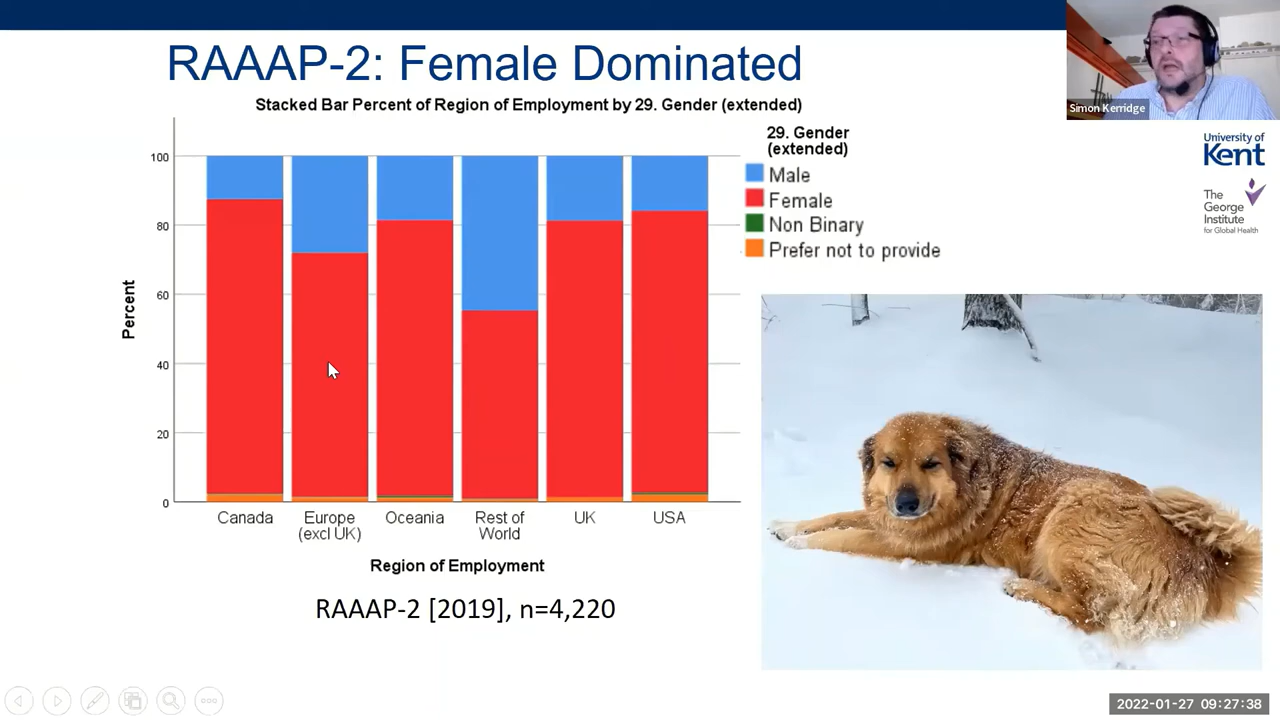 RAAAP-2: Female Dominated
Simon Kerridge
University of
Kent
The
George
Institute
for Global Health
Stacked Bar Percent of Region of Employment by 29. Gender (extended)
29. Gender
(extended)
Male
Female
Non Binary
Prefer not to provide
Percent
100
80
60
40
20
0
Canada
Europe
(excl UK)
Oceania
Rest of
World
UK
USA
Region of Employment
RAAAP-2 [2019], n=4,220
2022-01-27 09:27:38